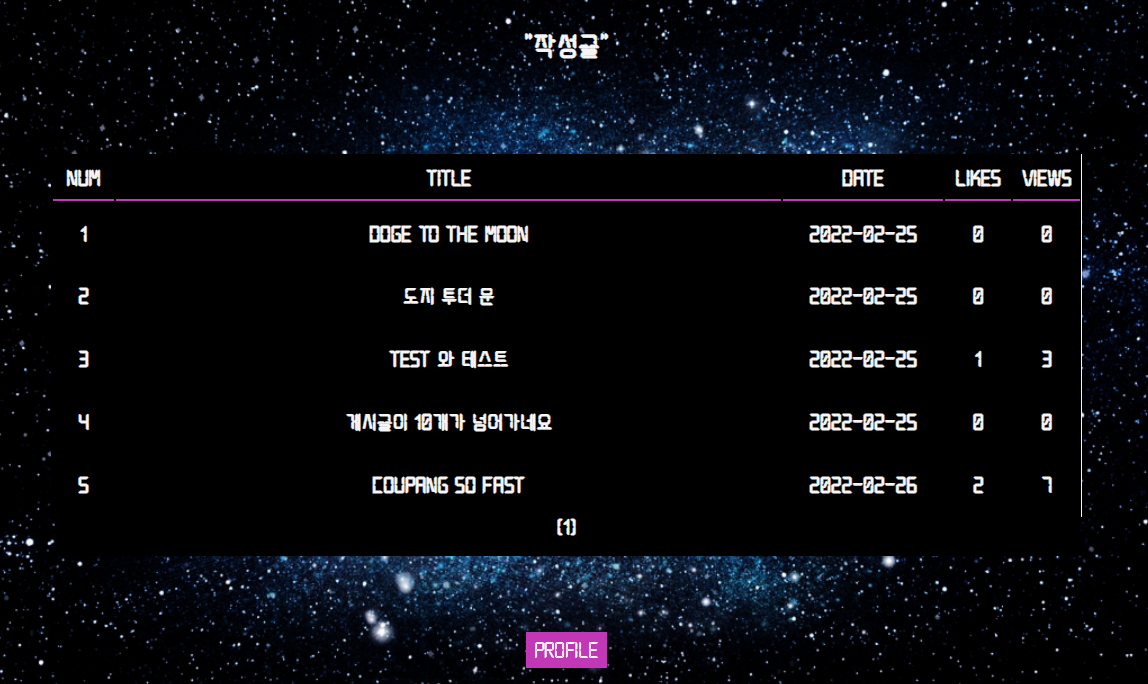 "작성글"
NUM TITLE DATE LIKES VIEWS
1 DOGE TO THE MOON 2022-02-25 0 0
2 도지 투더 문 2022-02-25 0 0
3 TEST 와 테스트 2022-02-25 1 3
4 게시글이 10개가 넘어가네요 2022-02-25 0 0
5 COUPANG SO FAST 2022-02-26 2 7
[1]
PROFILE